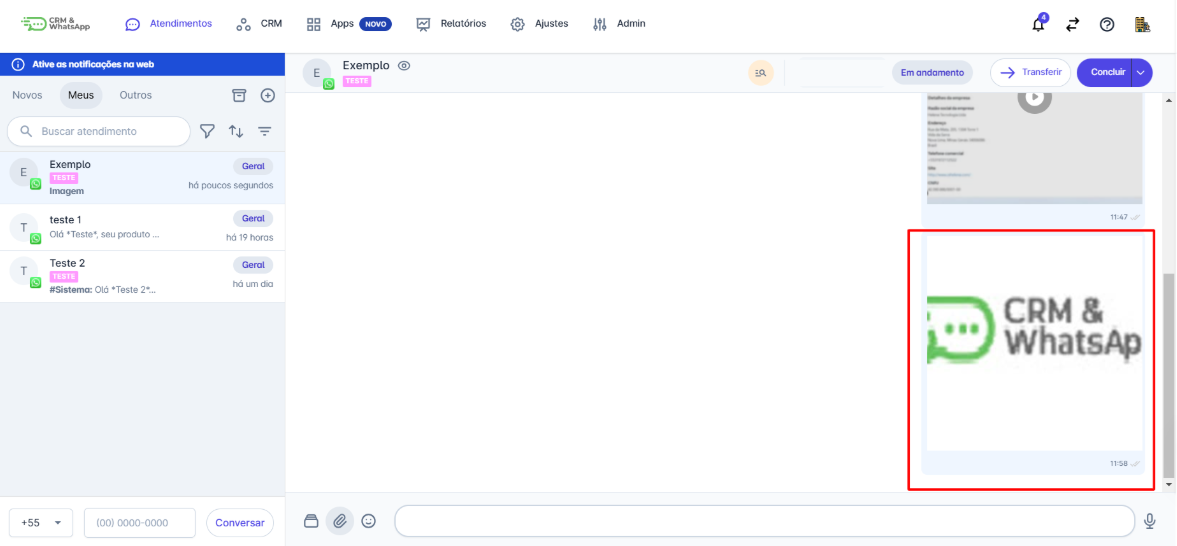 CRM &
WhatsApp
Atendimentos
CRM
Apps NOVO
Relatórios
Ajustes
Admin
4
Ative as notificações na web
Novos
Meus
Outros
Buscar atendimento
E
Exemplo
TESTE
Imagem
Geral
há poucos segundos
T
teste 1
Olá *Teste*, seu produto ...
Geral
há 19 horas
T
Teste 2
TESTE
#Sistema: Olá *Teste 2*...
Geral
há um dia
+55
(00) 0000-0000
Conversar
E
Exemplo
TESTE
Em andamento
Transferir
Concluir
11:47
CRM &
WhatsAp
11:58